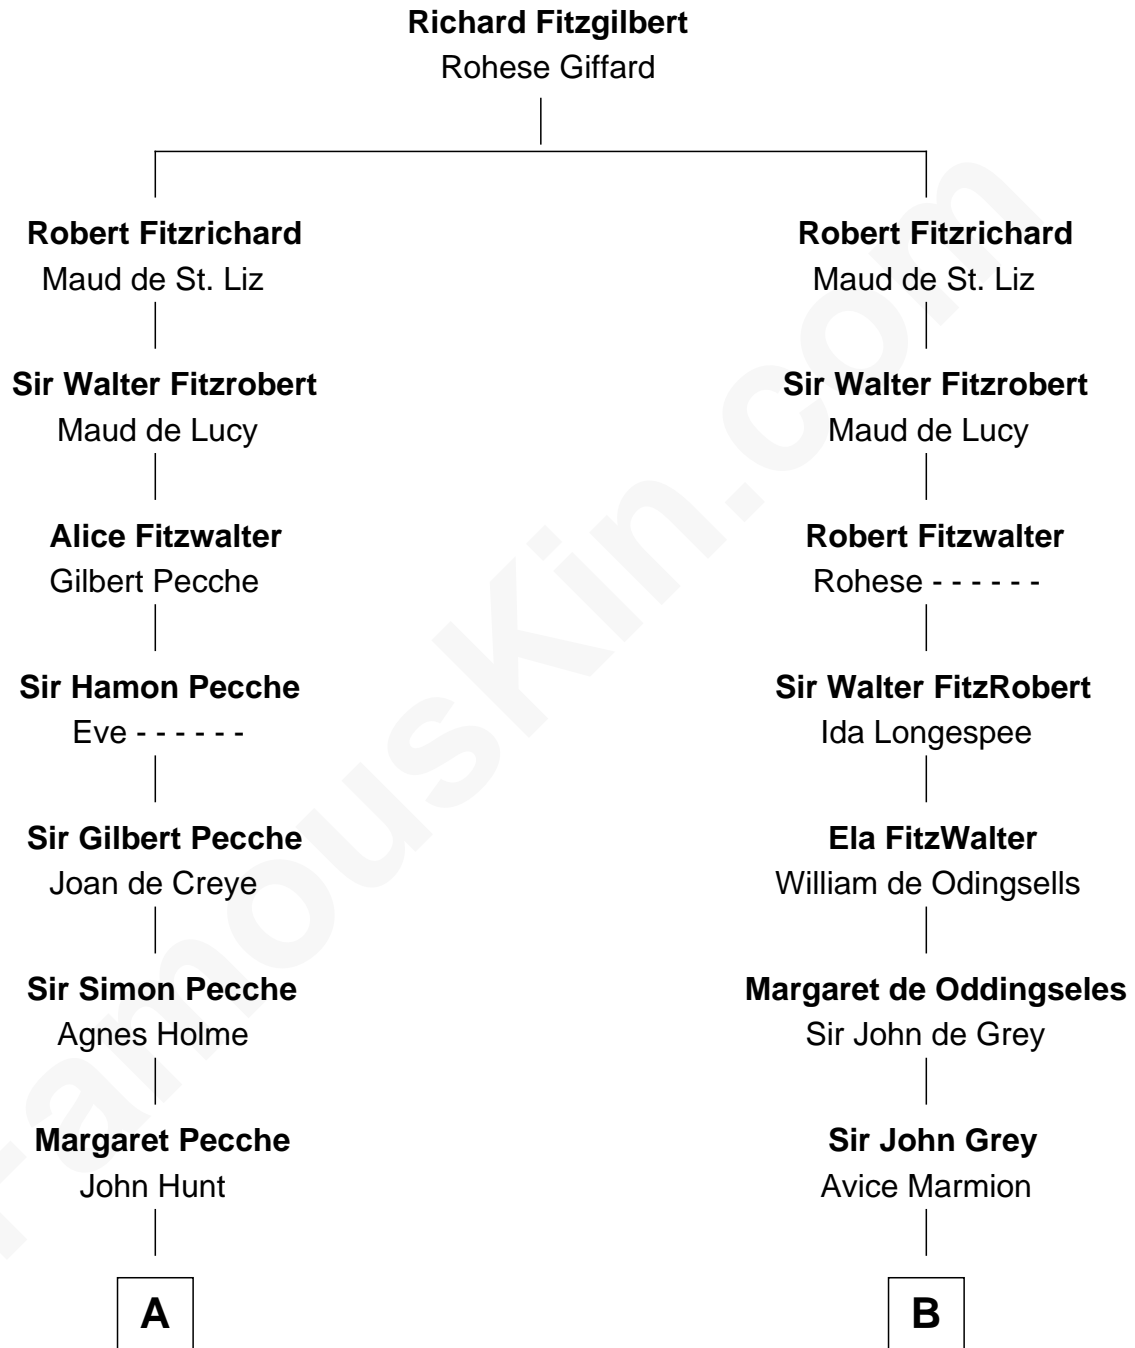 Richard Fitzgilbert
Rohese Giffard
Robert Fitzrichard
Maud de St. Liz
Sir Walter Fitzrobert
Maud de Lucy
Alice Fitzwalter
Gilbert Pecche
Sir Hamon Pecche
Eve - - - - - -
Sir Gilbert Pecche
Joan de Creye
Sir Simon Pecche
Agnes Holme
Margaret Pecche
John Hunt
A
Robert Fitzrichard
Maud de St. Liz
Sir Walter Fitzrobert
Maud de Lucy
Robert Fitzwalter
Rohese - - - - - -
Sir Walter FitzRobert
Ida Longespee
Ela FitzWalter
William de Odingsells
Margaret de Oddingseles
Sir John de Grey
Sir John Grey
Avice Marmion
B
FamousKin.com